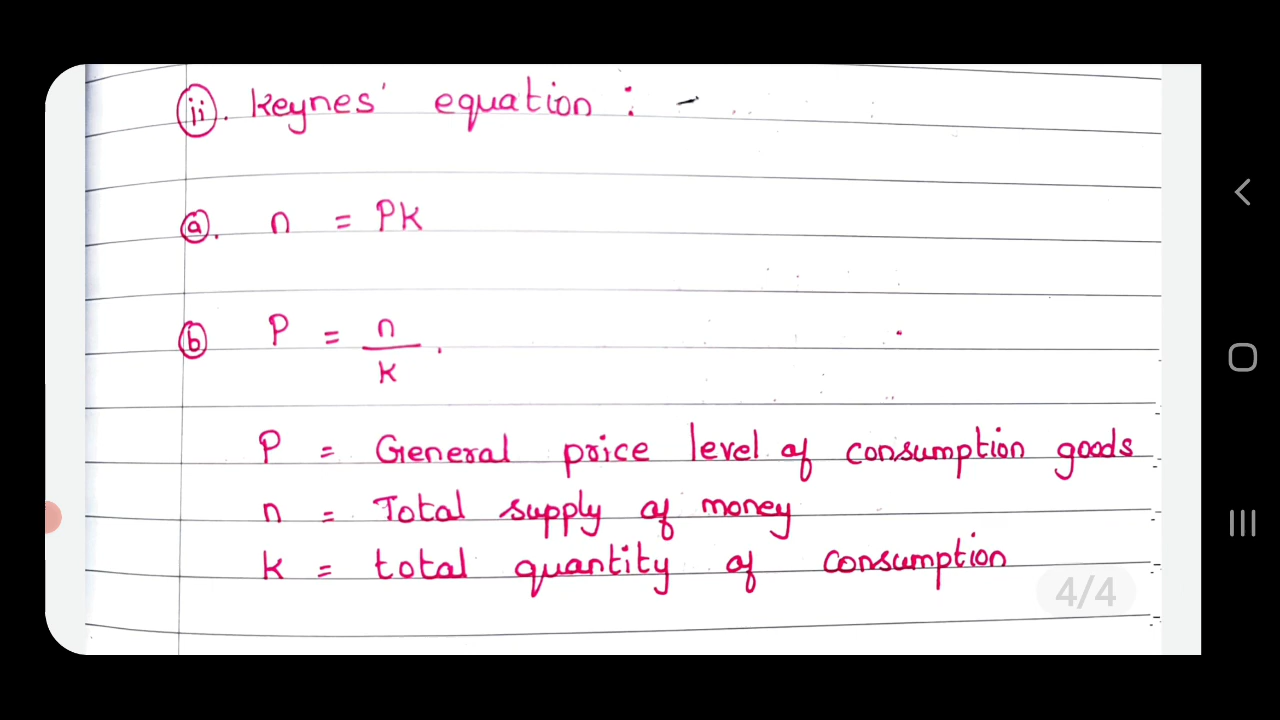 ii. Keynes' equation : -
a. n = PK
b P = n/k.
P = General price level of consumption goods
n = Total supply of money
k = total quantity of consumption
4/4